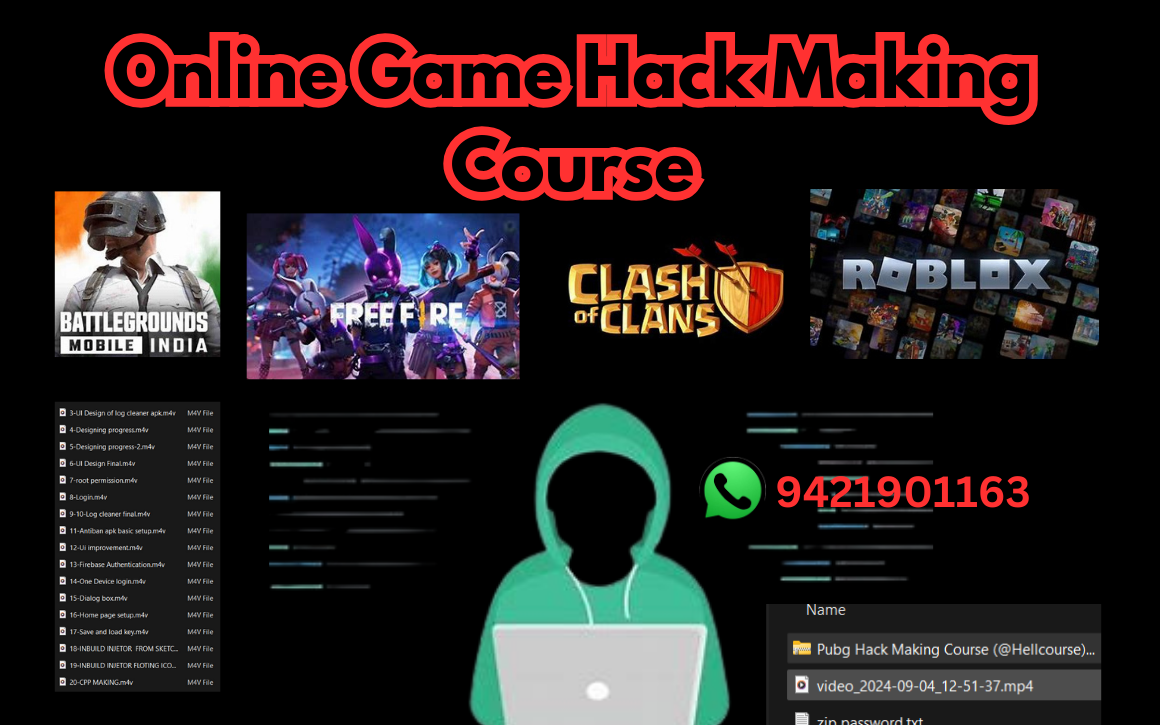 Online Game Hack Making
Course
BATTLEGROUNDS
MOBILE INDIA
FREE FIRE
CLASH
OF CLANS
ROBLOX
3-UI Design of log cleaner apk.m4v M4V File
4-Designing progress.m4v M4V File
5-Designing progress-2.m4v M4V File
6-UI Design Final.m4v M4V File
7-root permission.m4v M4V File
8-Login.m4v M4V File
9-10-Log cleaner final.m4v M4V File
11-Antiban apk basic setup.m4v M4V File
12-Ui improvement.m4v M4V File
13-Firebase Authentication.m4v M4V File
14-One Device login.m4v M4V File
15-Dialog box.m4v M4V File
16-Home page setup.m4v M4V File
17-Save and load key.m4v M4V File
18-INBUILD INJETOR FROM SKETC... M4V File
19-INBUILD INJETOR FLOTING ICO... M4V File
20-CPP MAKING.m4v M4V File
9421901163
Name
Pubg Hack Making Course (@Hellcourse)...
video_2024-09-04_12-51-37.mp4
zip password.txt